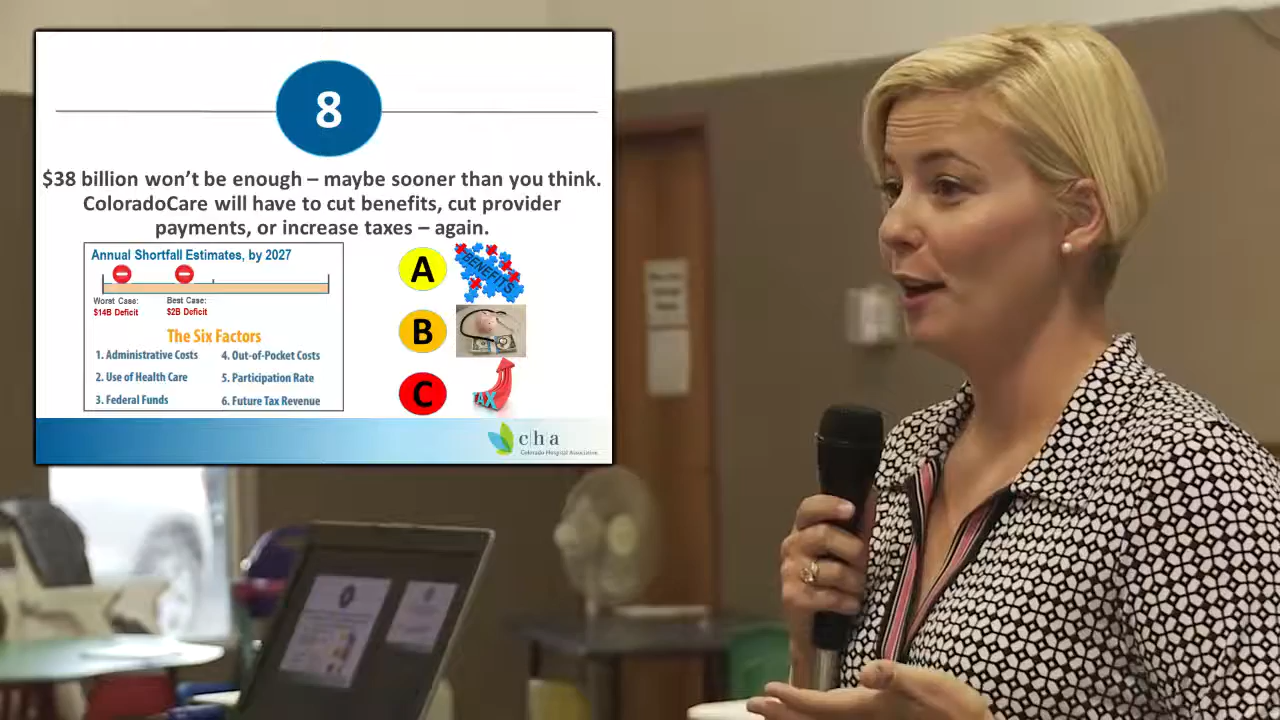 8
$38 billion won't be enough – maybe sooner than you think.
ColoradoCare will have to cut benefits, cut provider
payments, or increase taxes – again.
Annual Shortfall Estimates, by 2027
Worst Case:
$14B Deficit
Best Case:
$2B Deficit
The Six Factors
1. Administrative Costs
2. Use of Health Care
3. Federal Funds
4. Out-of-Pocket Costs
5. Participation Rate
6. Future Tax Revenue
A
BENEFITS
B
C
TAX
c|h|a
Colorado Hospital Association